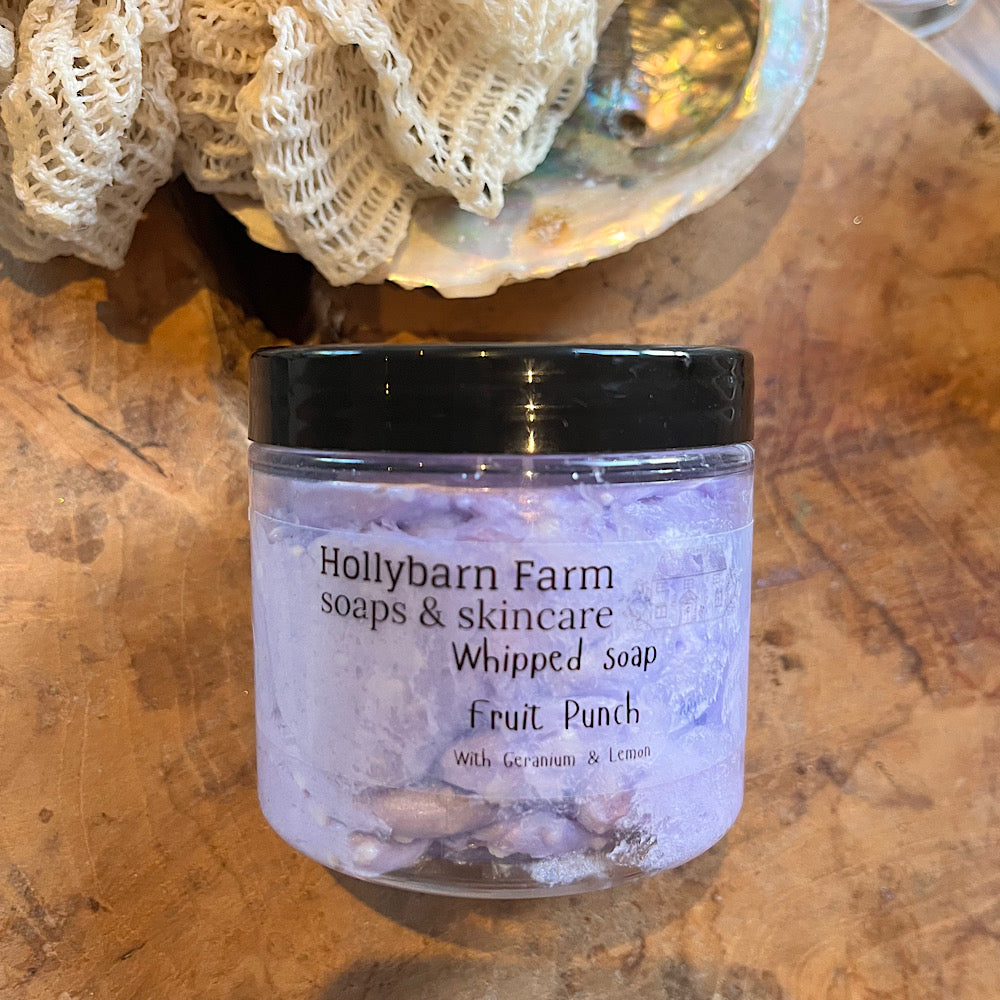 Hollybarn Farm
soaps & skincare
Whipped soap
Fruit Punch
With Geranium & Lemon